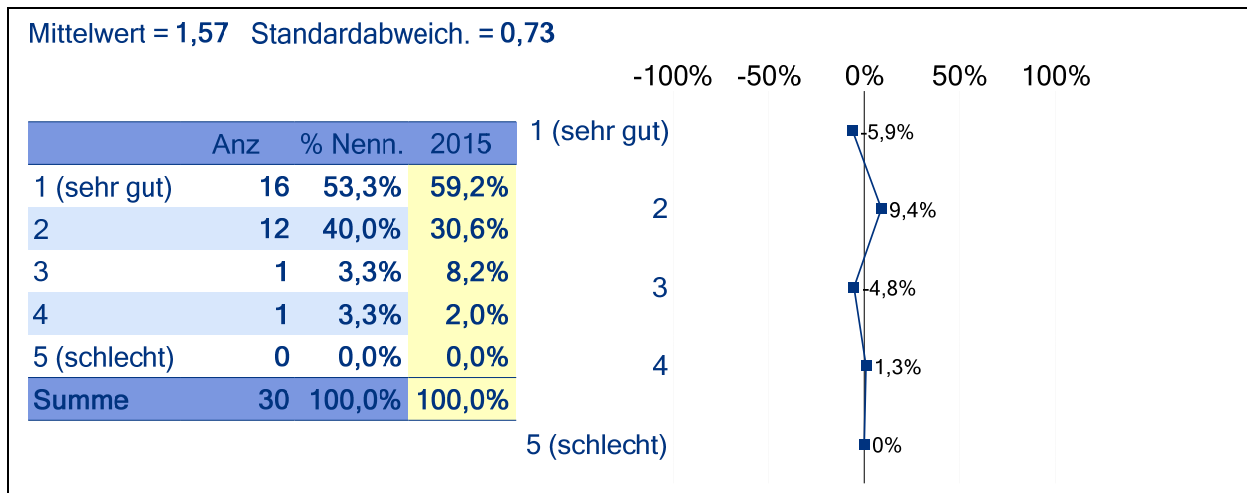 Mittelwert = 1,57 Standardabweich. = 0,73
Anz % Nenn. 2015
1 (sehr gut) 16 53,3% 59,2%
2 12 40,0% 30,6%
3 1 3,3% 8,2%
4 1 3,3% 2,0%
5 (schlecht) 0 0,0% 0,0%
Summe 30 100,0% 100,0%
-100% -50% 0% 50% 100%
1 (sehr gut) -5,9%
2 9,4%
3 -4,8%
4 1,3%
5 (schlecht) 0%